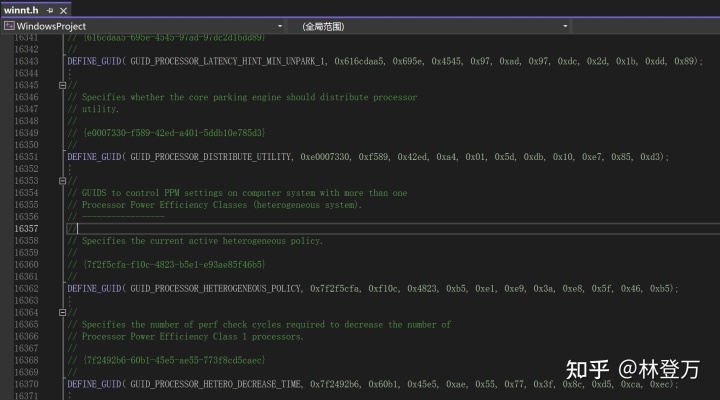 winnt.h
WindowsProject
(全局范围)
16341 // {616cdaa5-695e-4545-97ad-97dc2d1bdd89}
16342 //
16343 DEFINE_GUID( GUID_PROCESSOR_LATENCY_HINT_MIN_UNPARK_1, 0x616cdaa5, 0x695e, 0x4545, 0x97, 0xad, 0x97, 0xdc, 0x2d, 0x1b, 0xdd, 0x89);
16344
16345 //
16346 // Specifies whether the core parking engine should distribute processor
16347 // utility.
16348 //
16349 // {e0007330-f589-42ed-a401-5ddb10e785d3}
16350 //
16351 DEFINE_GUID( GUID_PROCESSOR_DISTRIBUTE_UTILITY, 0xe0007330, 0xf589, 0x42ed, 0xa4, 0x01, 0x5d, 0xdb, 0x10, 0xe7, 0x85, 0xd3);
16352
16353 //
16354 // GUIDS to control PPM settings on computer system with more than one
16355 // Processor Power Efficiency Classes (heterogeneous system).
16356 // -----------------
16357 //
16358 // Specifies the current active heterogeneous policy.
16359 //
16360 // {7f2f5cfa-f10c-4823-b5e1-e93ae85f46b5}
16361 //
16362 DEFINE_GUID( GUID_PROCESSOR_HETEROGENEOUS_POLICY, 0x7f2f5cfa, 0xf10c, 0x4823, 0xb5, 0xe1, 0xe9, 0x3a, 0xe8, 0x5f, 0x46, 0xb5);
16363
16364 //
16365 // Specifies the number of perf check cycles required to decrease the number of
16366 // Processor Power Efficiency Class 1 processors.
16367 //
16368 // {7f2492b6-60b1-45e5-ae55-773f8cd5caec}
16369 //
16370 DEFINE_GUID( GUID_PROCESSOR_HETERO_DECREASE_TIME, 0x7f2492b6, 0x60b1, 0x45e5, 0xae, 0x55, 0x77, 0x3f, 0x8c, 0xd5, 0xca, 0xec);
16371
知乎 @林登万